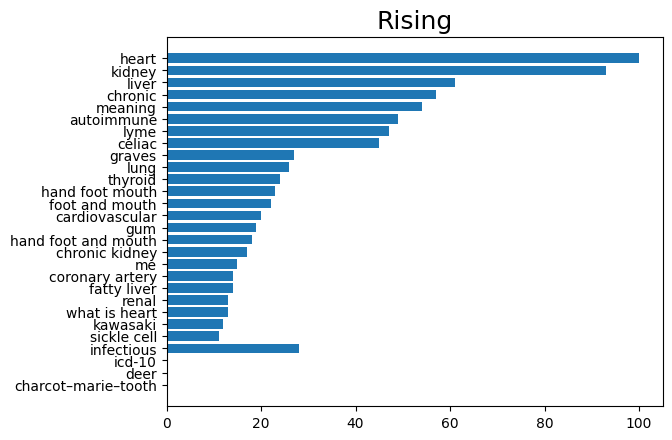 Rising
heart
kidney
liver
chronic
meaning
autoimmune
lyme
celiac
graves
lung
thyroid
hand foot mouth
foot and mouth
cardiovascular
gum
hand foot and mouth
chronic kidney
me
coronary artery
fatty liver
renal
what is heart
kawasaki
sickle cell
infectious
icd-10
deer
charcot–marie–tooth
0 20 40 60 80 100